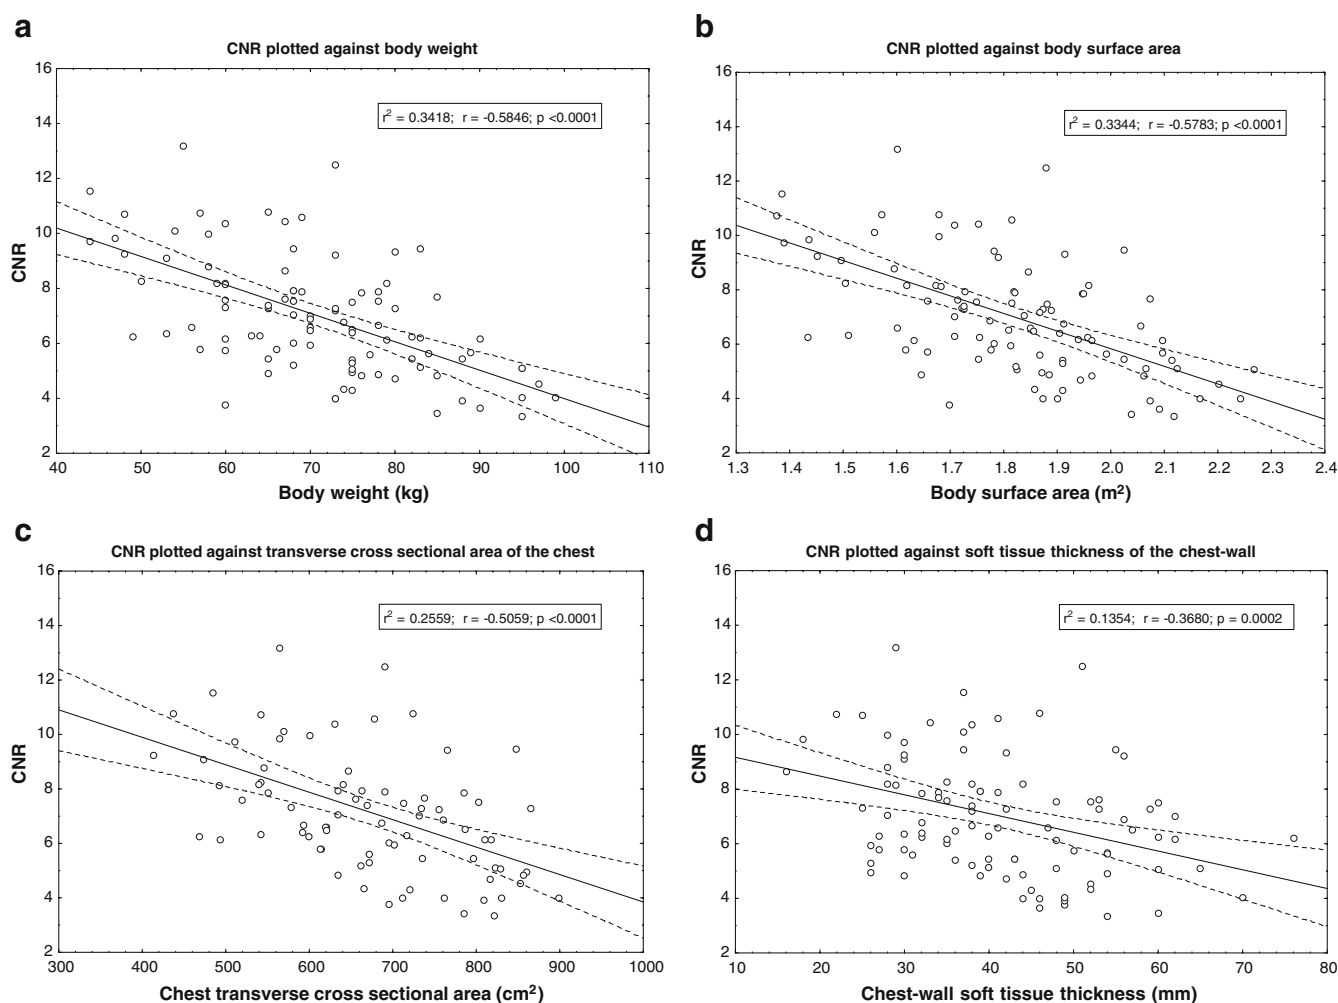 a
CNR plotted against body weight
16
14
12
10
8
6
4
2
r² = 0.3418; r = -0.5846; p <0.0001
CNR
40 50 60 70 80 90 100 110
Body weight (kg)
b
CNR plotted against body surface area
16
14
12
10
8
6
4
2
r² = 0.3344; r = -0.5783; p <0.0001
CNR
1.3 1.4 1.5 1.6 1.7 1.8 1.9 2.0 2.1 2.2 2.3 2.4
Body surface area (m²)
c
CNR plotted against transverse cross sectional area of the chest
16
14
12
10
8
6
4
2
r² = 0.2559; r = -0.5059; p <0.0001
CNR
300 400 500 600 700 800 900 1000
Chest transverse cross sectional area (cm²)
d
CNR plotted against soft tissue thickness of the chest-wall
16
14
12
10
8
6
4
2
r² = 0.1354; r = -0.3680; p = 0.0002
CNR
10 20 30 40 50 60 70 80
Chest-wall soft tissue thickness (mm)